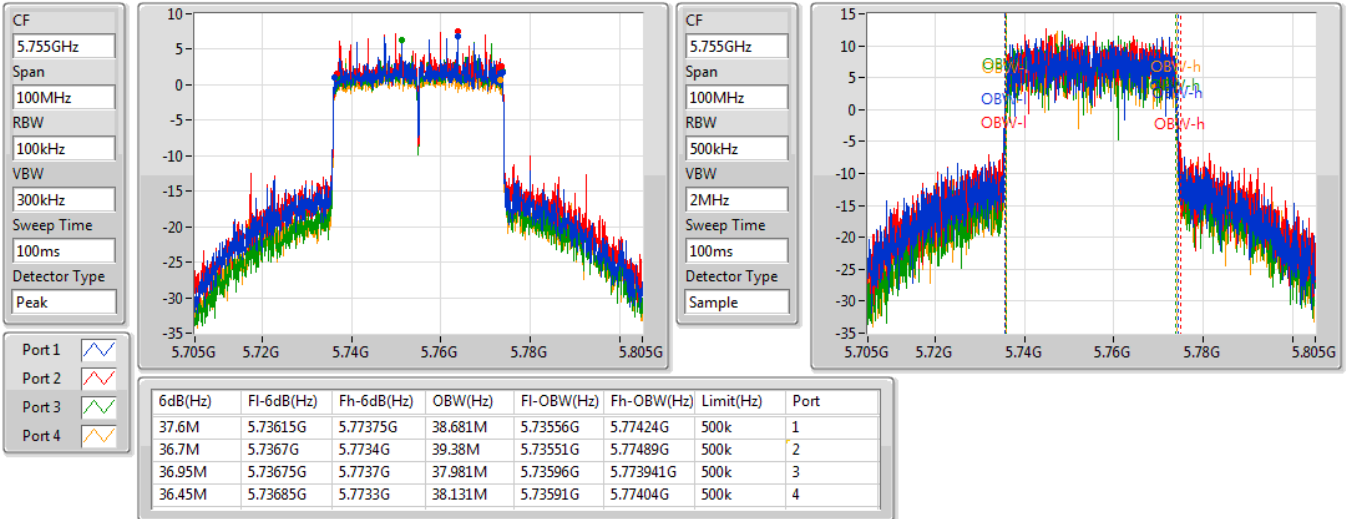 CF
5.755GHz
Span
100MHz
RBW
100kHz
VBW
300kHz
Sweep Time
100ms
Detector Type
Peak
10
5
0
-5
-10
-15
-20
-25
-30
-35
5.705G 5.72G 5.74G 5.76G 5.78G 5.805G
CF
5.755GHz
Span
100MHz
RBW
500kHz
VBW
2MHz
Sweep Time
100ms
Detector Type
Sample
15
10
5
0
-5
-10
-15
-20
-25
-30
-35
OBW-h
OBW-l
OBW-h
5.705G 5.72G 5.74G 5.76G 5.78G 5.805G
Port 1
Port 2
Port 3
Port 4
6dB(Hz) Fl-6dB(Hz) Fh-6dB(Hz) OBW(Hz) Fl-OBW(Hz) Fh-OBW(Hz) Limit(Hz) Port
37.6M 5.73615G 5.77375G 38.681M 5.73556G 5.77424G 500k 1
36.7M 5.7367G 5.7734G 39.38M 5.73551G 5.77489G 500k 2
36.95M 5.73675G 5.7737G 37.981M 5.73596G 5.773941G 500k 3
36.45M 5.73685G 5.7733G 38.131M 5.73591G 5.77404G 500k 4